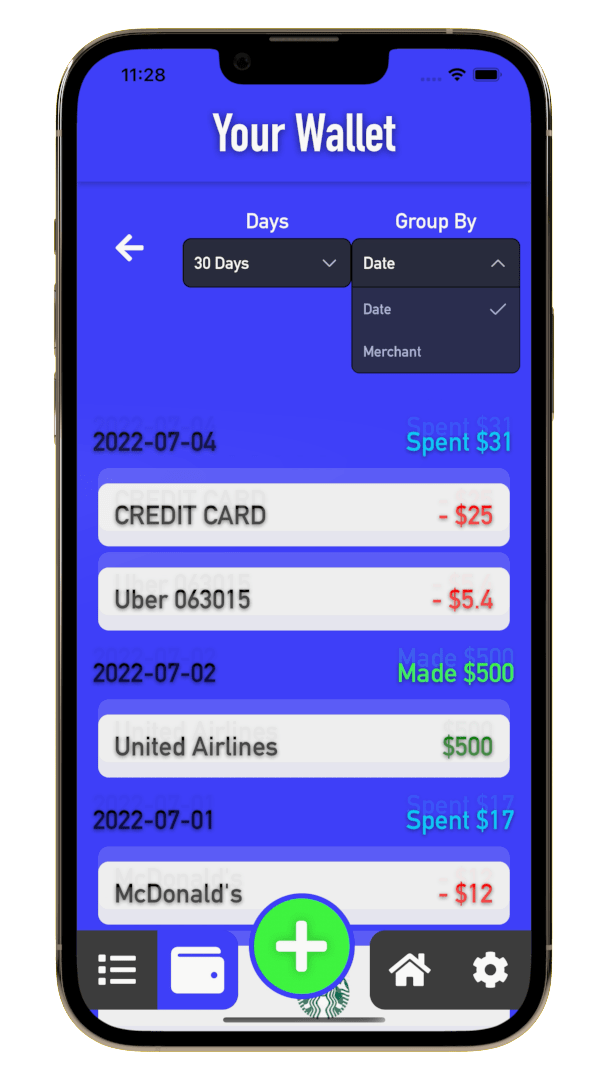 11:28
Your Wallet
Days
Group By
30 Days
Date
Date
Merchant
2022-07-04
Spent $31
CREDIT CARD
- $25
Uber 063015
- $5.4
2022-07-02
Made $500
United Airlines
$500
2022-07-01
Spent $17
McDonald's
- $12